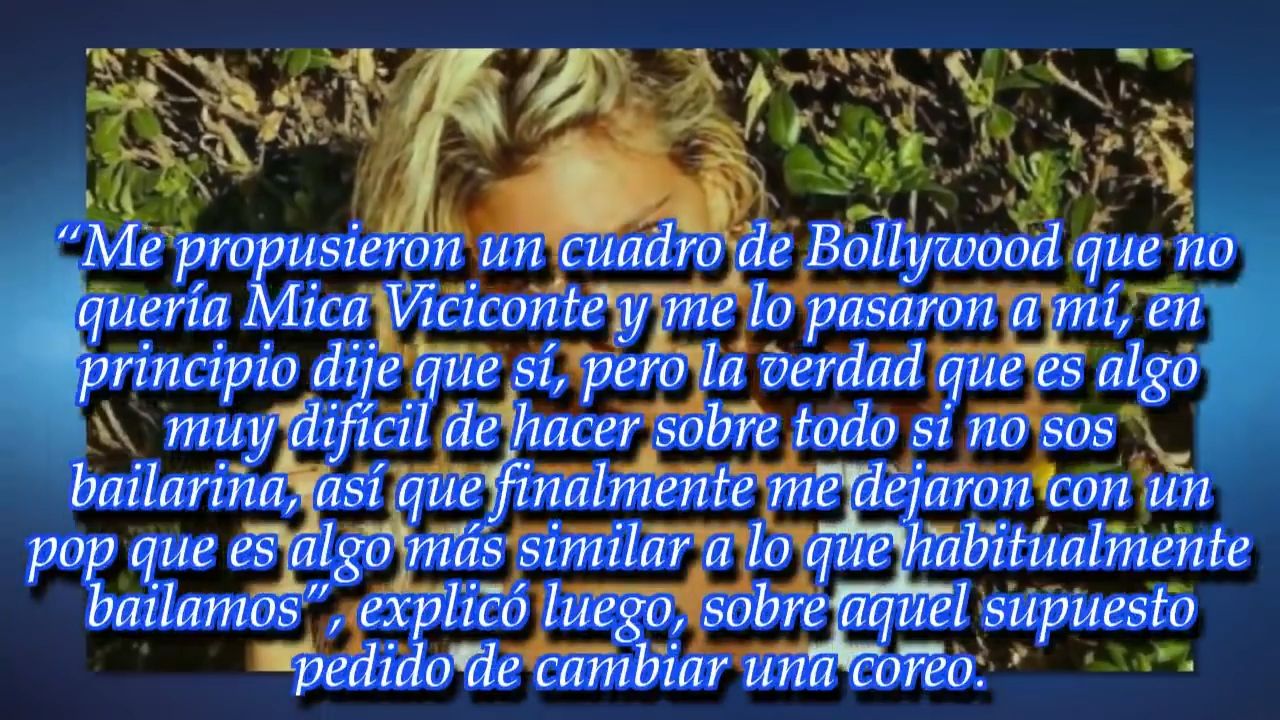 “Me propusieron un cuadro de Bollywood que no
quería Mica Viciconte y me lo pasaron a mí, en
principio dije que sí, pero la verdad que es algo
muy difícil de hacer sobre todo si no sos
bailarina, así que finalmente me dejaron con un
pop que es algo más similar a lo que habitualmente
bailamos”, explicó luego, sobre aquel supuesto
pedido de cambiar una coreo.